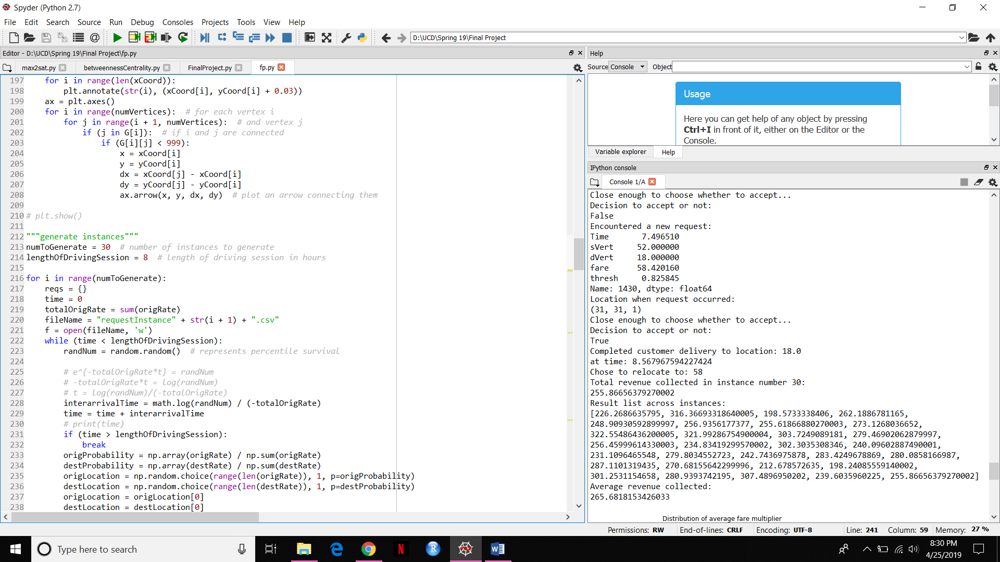 Spyder (Python 2.7)
File Edit Search Source Run Debug Consoles Projects Tools View Help
D:\UCD\Spring 19\Final Project
Editor - D:\UCD\Spring 19\Final Project\fp.py
max2sat.py betweennessCentrality.py FinalProject.py fp.py
197 for i in range(len(xCoord)):
198 plt.annotate(str(i), (xCoord[i], yCoord[i] + 0.03))
199 ax = plt.axes()
200 for i in range(numVertices): # for each vertex i
201 for j in range(i + 1, numVertices): # and vertex j
202 if (j in G[i]): # if i and j are connected
203 if (G[i][j] < 999):
204 x = xCoord[i]
205 y = yCoord[i]
206 dx = xCoord[j] - xCoord[i]
207 dy = yCoord[j] - yCoord[i]
208 ax.arrow(x, y, dx, dy) # plot an arrow connecting them
209
210 # plt.show()
211
212 """generate instances"""
213 numToGenerate = 30 # number of instances to generate
214 lengthOfDrivingSession = 8 # length of driving session in hours
215
216 for i in range(numToGenerate):
217 reqs = {}
218 time = 0
219 totalOrigRate = sum(origRate)
220 fileName = "requestInstance" + str(i + 1) + ".csv"
221 f = open(fileName, 'w')
222 while (time < lengthOfDrivingSession):
223 randNum = random.random() # represents percentile survival
224
225 # e^{-totalOrigRate*t} = randNum
226 # -totalOrigRate*t = log(randNum)
227 # t = log(randNum)/(-totalOrigRate)
228 interarrivalTime = math.log(randNum) / (-totalOrigRate)
229 time = time + interarrivalTime
230 # print(time)
231 if (time > lengthOfDrivingSession):
232 break
233 origProbability = np.array(origRate) / np.sum(origRate)
234 destProbability = np.array(destRate) / np.sum(destRate)
235 origLocation = np.random.choice(range(len(origRate)), 1, p=origProbability)
236 destLocation = np.random.choice(range(len(destRate)), 1, p=destProbability)
237 origLocation = origLocation[0]
238 destLocation = destLocation[0]
Help
Source Console Object
Usage
Here you can get help of any object by pressing
Ctrl+I in front of it, either on the Editor or the
Console.
Variable explorer Help
IPython console
Console 1/A
Close enough to choose whether to accept...
Decision to accept or not:
False
Encountered a new request:
Time 7.496510
sVert 52.000000
dVert 18.000000
fare 58.420160
thresh 0.825845
Name: 1430, dtype: float64
Location when request occurred:
(31, 31, 1)
Close enough to choose whether to accept...
Decision to accept or not:
True
Completed customer delivery to location: 18.0
at time: 8.567967594227424
Chose to relocate to: 58
Total revenue collected in instance number 30:
255.86656379270002
Result list across instances:
[226.2686635795, 316.36693318640005, 198.5733338406, 262.1886781165,
248.90930592899997, 256.9356177377, 255.61866880270003, 273.1268036652,
322.55486436200005, 321.99286754900004, 303.7249089181, 279.46902062879997,
256.45999614330003, 234.83419299570002, 302.3035308346, 240.09602887490001,
231.1096465548, 279.8034552723, 242.7436975878, 283.4249678869, 280.0858166987,
287.1101319435, 270.68155642299996, 212.678572635, 198.24085559140002,
301.2531154658, 280.9393742195, 307.4896950202, 239.6035960225, 255.86656379270002]
Average revenue collected:
265.6818153426033
Distribution of average fare multiplier
Permissions: RW End-of-lines: CRLF Encoding: UTF-8 Line: 241 Column: 59 Memory: 27 %
Type here to search
8:30 PM
4/25/2019